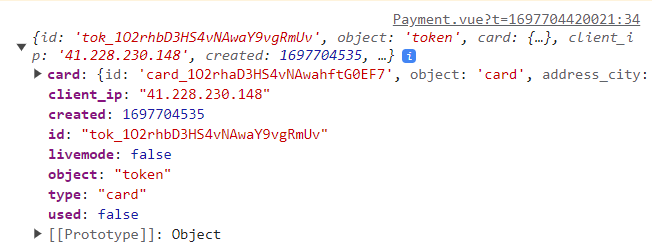 Payment.vue?t=1697704420021:34
{id: 'tok_1O2rhbD3HS4vNAwaY9vgRmUv', object: 'token', card: {…}, client_i
p: '41.228.230.148', created: 1697704535, …}
card: {id: 'card_1O2rhaD3HS4vNAwahftG0EF7', object: 'card', address_city:
client_ip: "41.228.230.148"
created: 1697704535
id: "tok_1O2rhbD3HS4vNAwaY9vgRmUv"
livemode: false
object: "token"
type: "card"
used: false
[[Prototype]]: Object